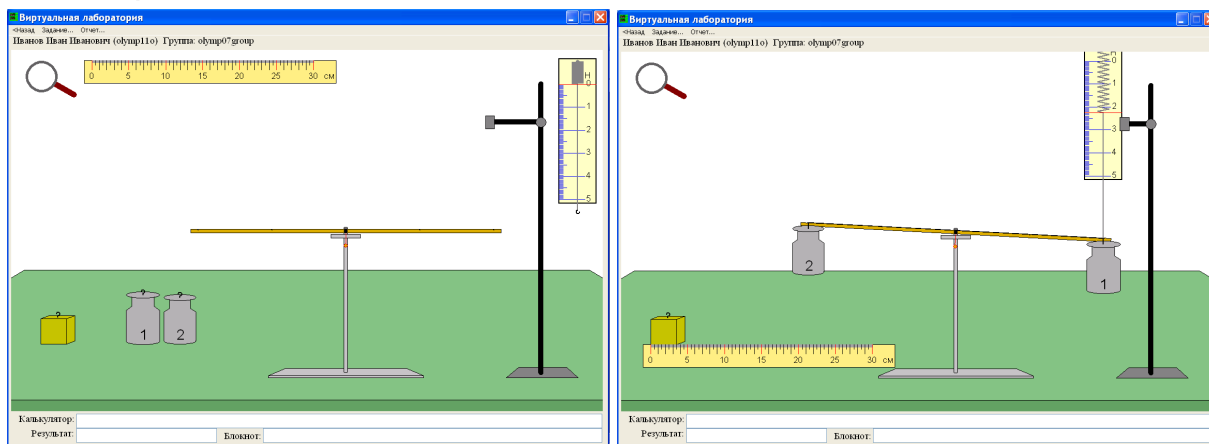 Виртуальная лаборатория
<Назад Задание... Отчет...
Иванов Иван Иванович (olymp11o) Группа: olymp07group
0 5 10 15 20 25 30 см
Н
0
1
2
3
4
5
1 2
Калькулятор:
Результат: Блокнот:
Виртуальная лаборатория
<Назад Задание... Отчет...
Иванов Иван Иванович (olymp11o) Группа: olymp07group
0
1
2
3
4
5
2
1
0 5 10 15 20 25 30 см
Калькулятор:
Результат: Блокнот: